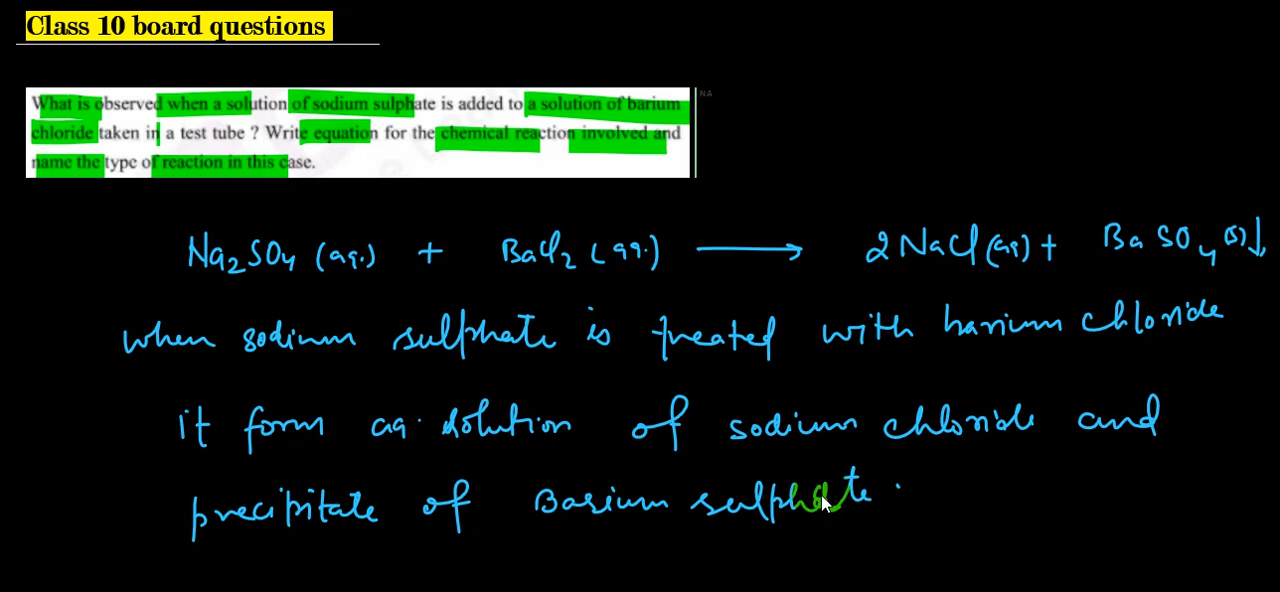 Class 10 board questions
What is observed when a solution of sodium sulphate is added to a solution of barium
chloride taken in a test tube ? Write equation for the chemical reaction involved and
name the type of reaction in this case.
NA
Na₂SO₄ (aq.) + BaCl₂ (aq.) ⟶ 2NaCl (aq) + BaSO₄ (s)↓,
when sodium sulphate is treated with barium chloride
it form aq. solution of sodium chloride and
precipitate of Barium sulphate.